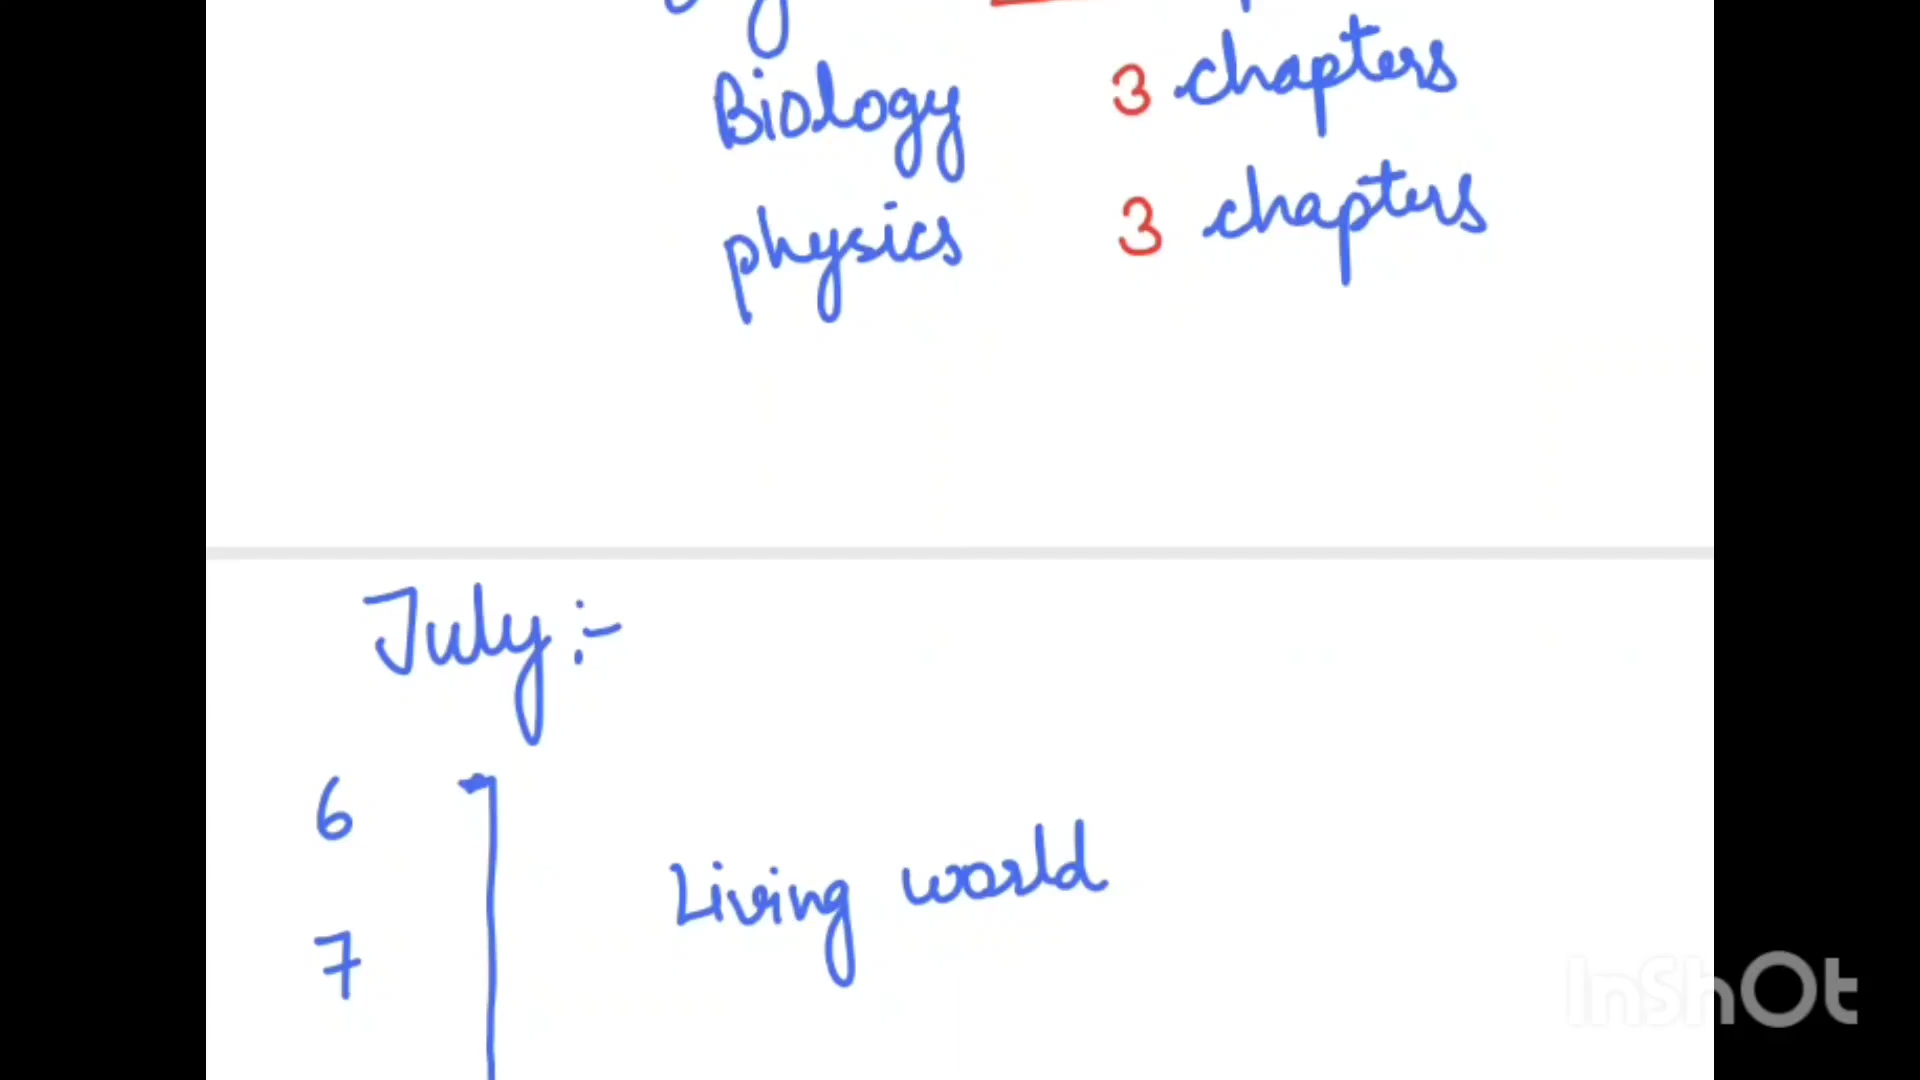 Biology 3 chapters
physics 3 chapters
July :-
6
Living world
7
InShOt